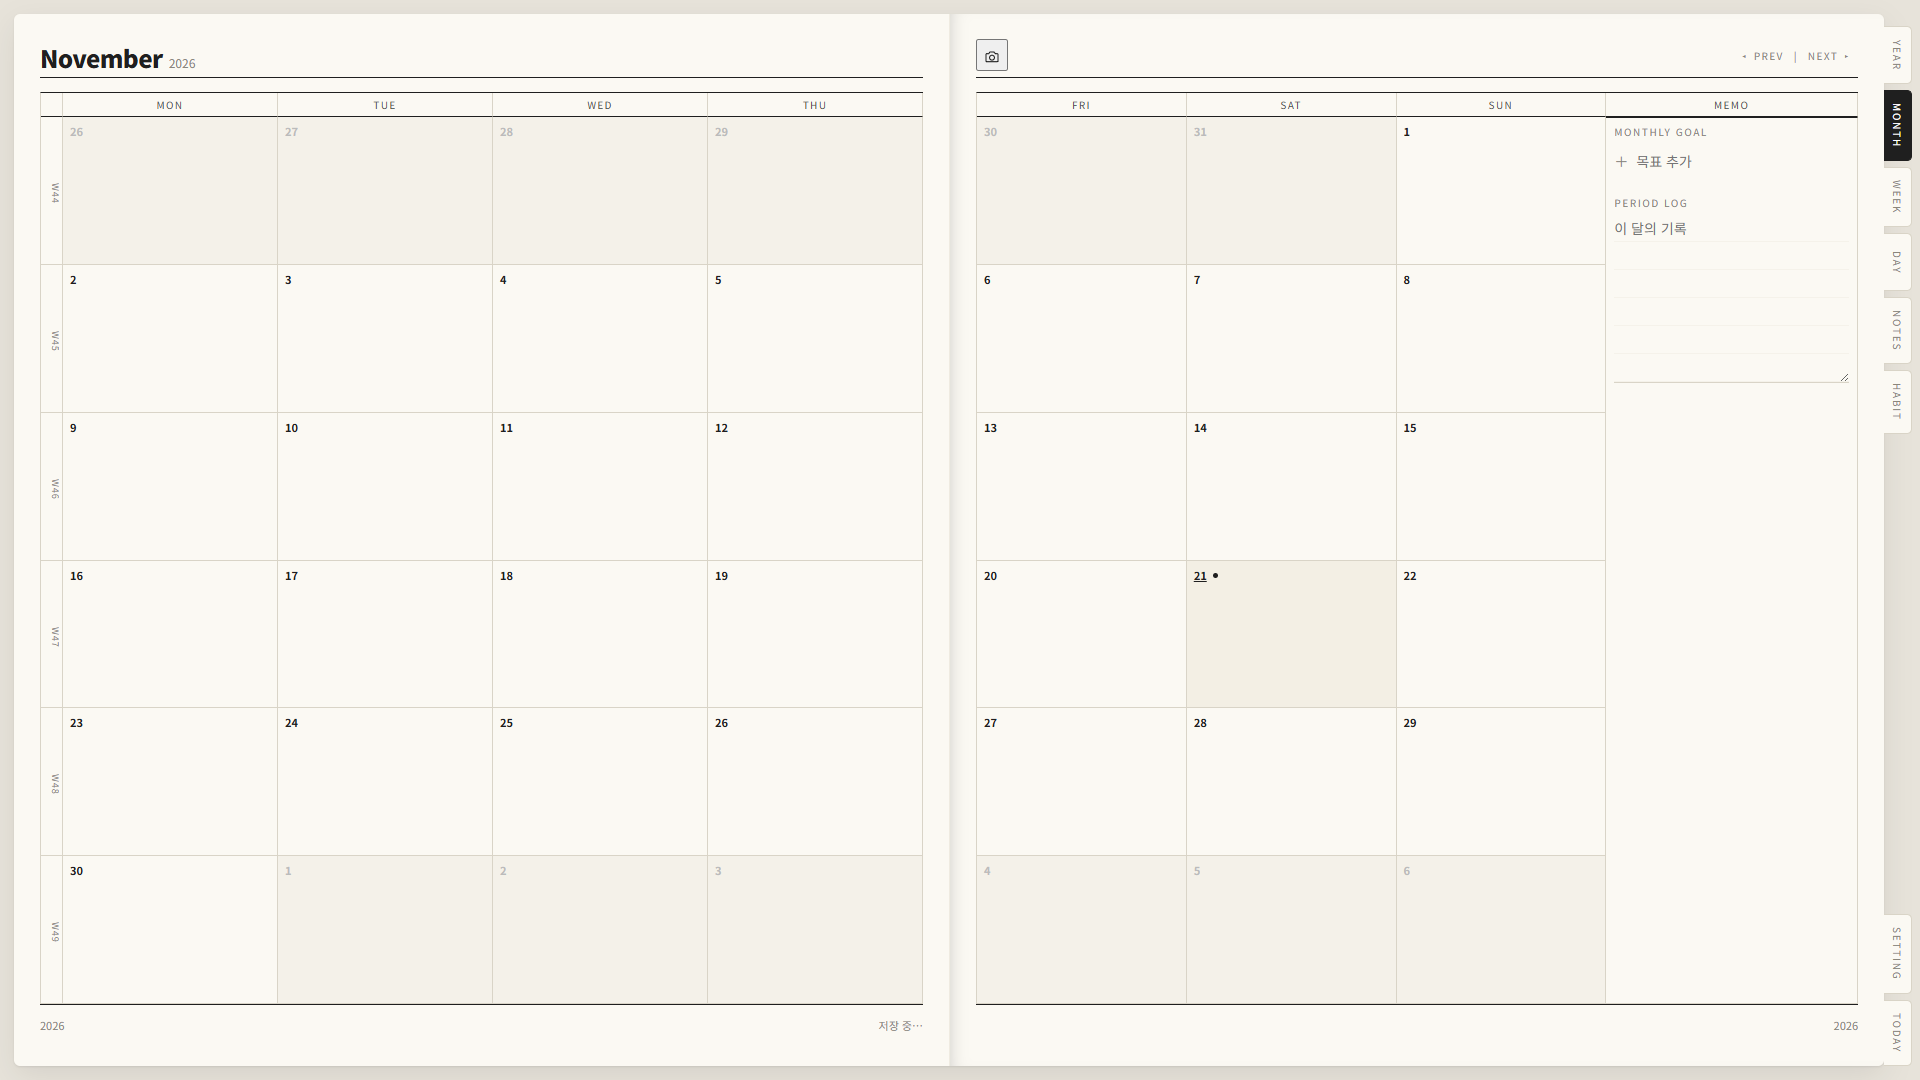 November 2026
MON TUE WED THU
W44 26 27 28 29
W45 2 3 4 5
W46 9 10 11 12
W47 16 17 18 19
W48 23 24 25 26
W49 30 1 2 3
2026 저장 중…
PREV | NEXT
FRI SAT SUN MEMO
30 31 1
6 7 8
13 14 15
20 21 22
27 28 29
4 5 6
MONTHLY GOAL
+ 목표 추가
PERIOD LOG
이 달의 기록
2026
YEAR
MONTH
WEEK
DAY
NOTES
HABIT
SETTING
TODAY